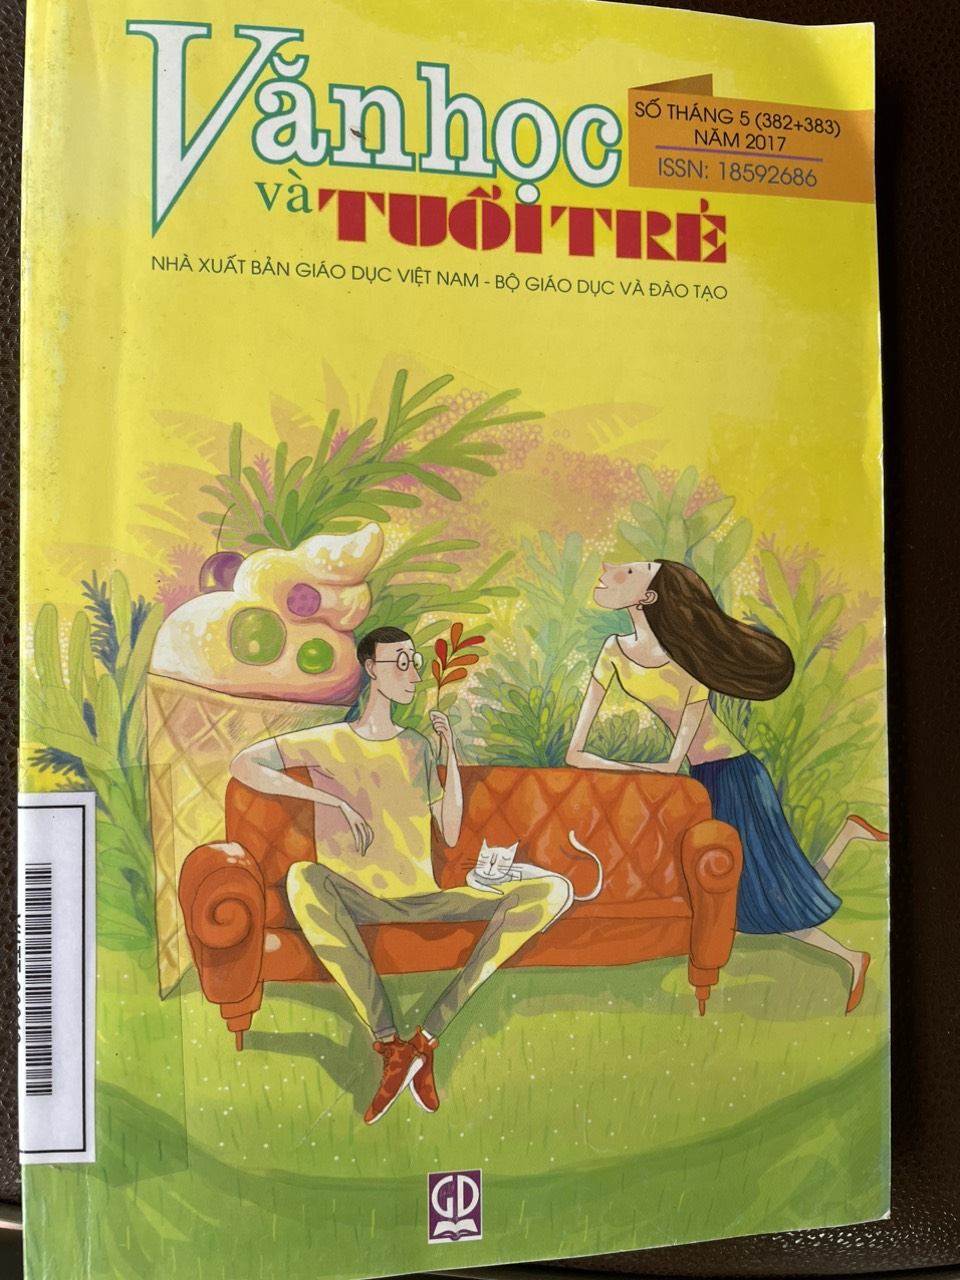 Văn học
và TUỔI TRẺ
SỐ THÁNG 5 (382+383)
NĂM 2017
ISSN: 18592686
NHÀ XUẤT BẢN GIÁO DỤC VIỆT NAM - BỘ GIÁO DỤC VÀ ĐÀO TẠO
GD